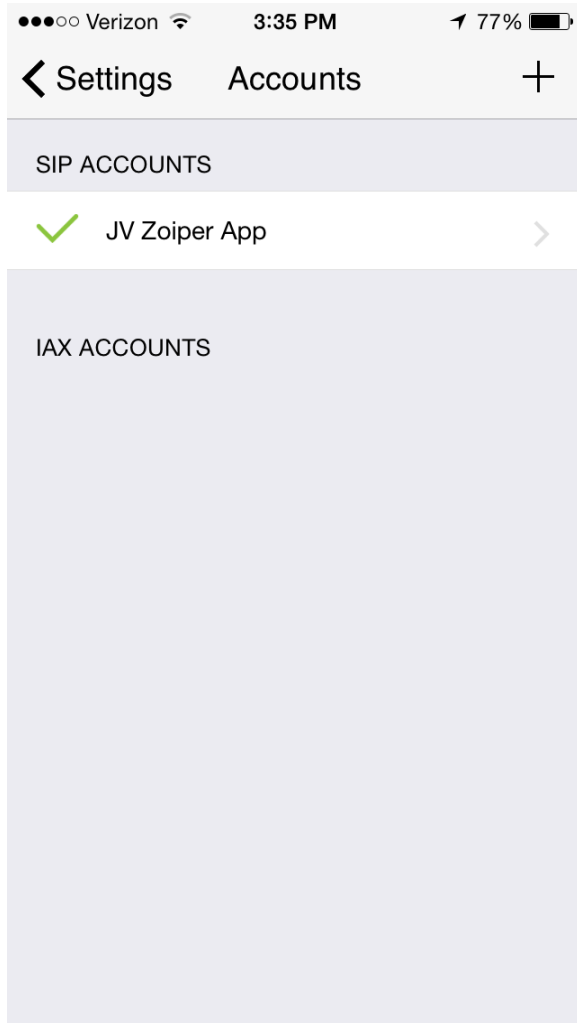 Verizon 3:35 PM 77%
Settings Accounts +
SIP ACCOUNTS
JV Zoiper App
IAX ACCOUNTS